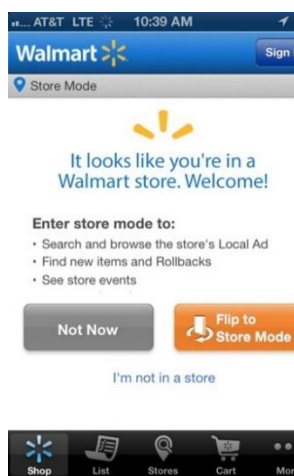 AT&T LTE 10:39 AM
Walmart Sign
Store Mode
It looks like you're in a
Walmart store. Welcome!
Enter store mode to:
· Search and browse the store's Local Ad
· Find new items and Rollbacks
· See store events
Not Now
Flip to
Store Mode
I'm not in a store
Shop List Stores Cart Mor